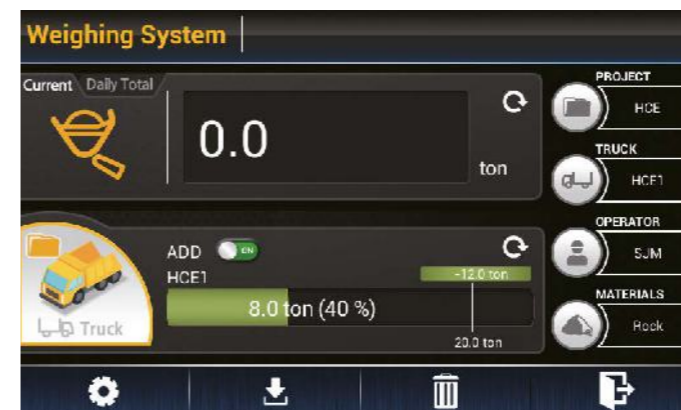 Weighing System
Current Daily Total
0.0
ton
ADD ON
HCE1
-12.0 ton
8.0 ton (40 %)
20.0 ton
Truck
PROJECT
HCE
TRUCK
HCE1
OPERATOR
SJM
MATERIALS
Rock